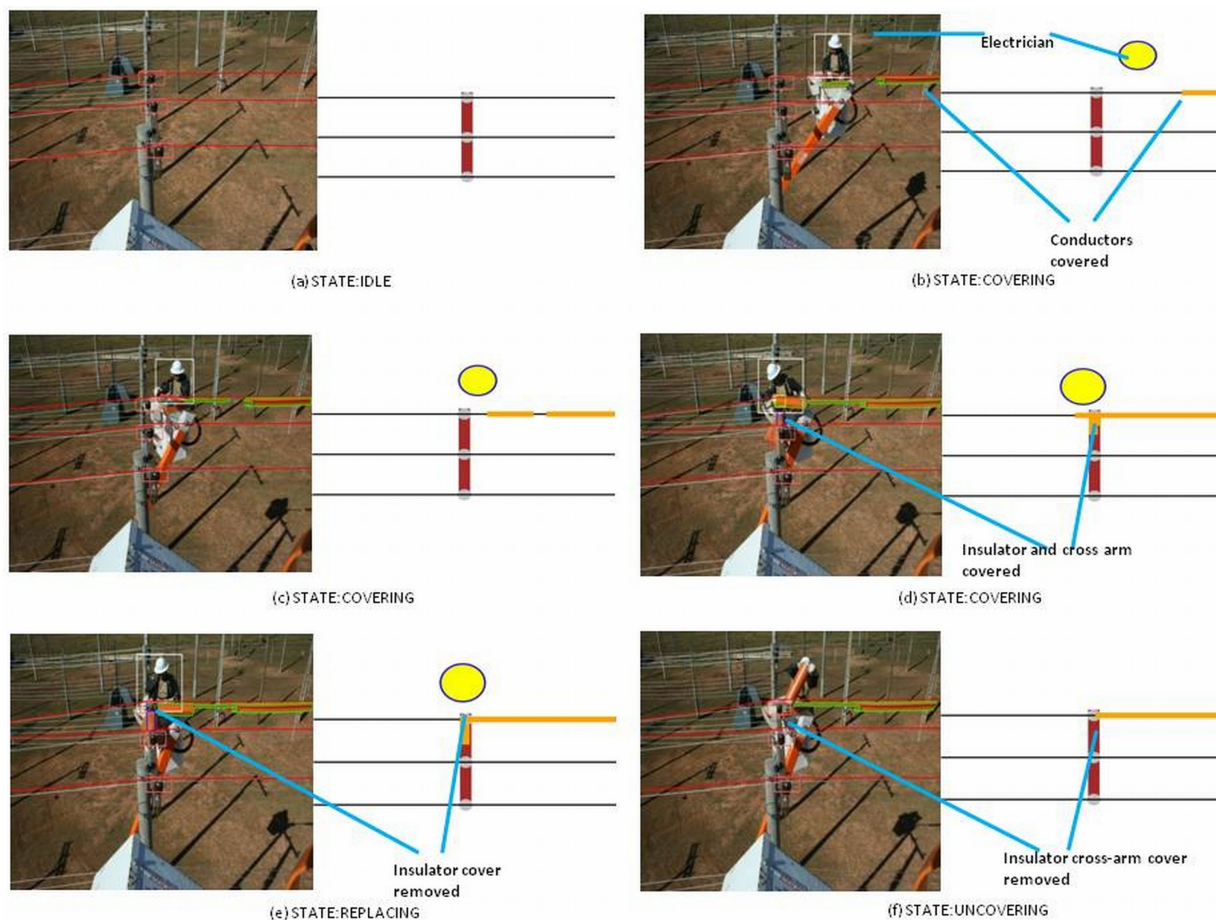 Electrician
Conductors
covered
(a) STATE:IDLE
(b) STATE:COVERING
Insulator and cross arm
covered
(c) STATE:COVERING
(d) STATE:COVERING
Insulator cover
removed
Insulator cross-arm cover
removed
(e) STATE:REPLACING
(f) STATE:UNCOVERING